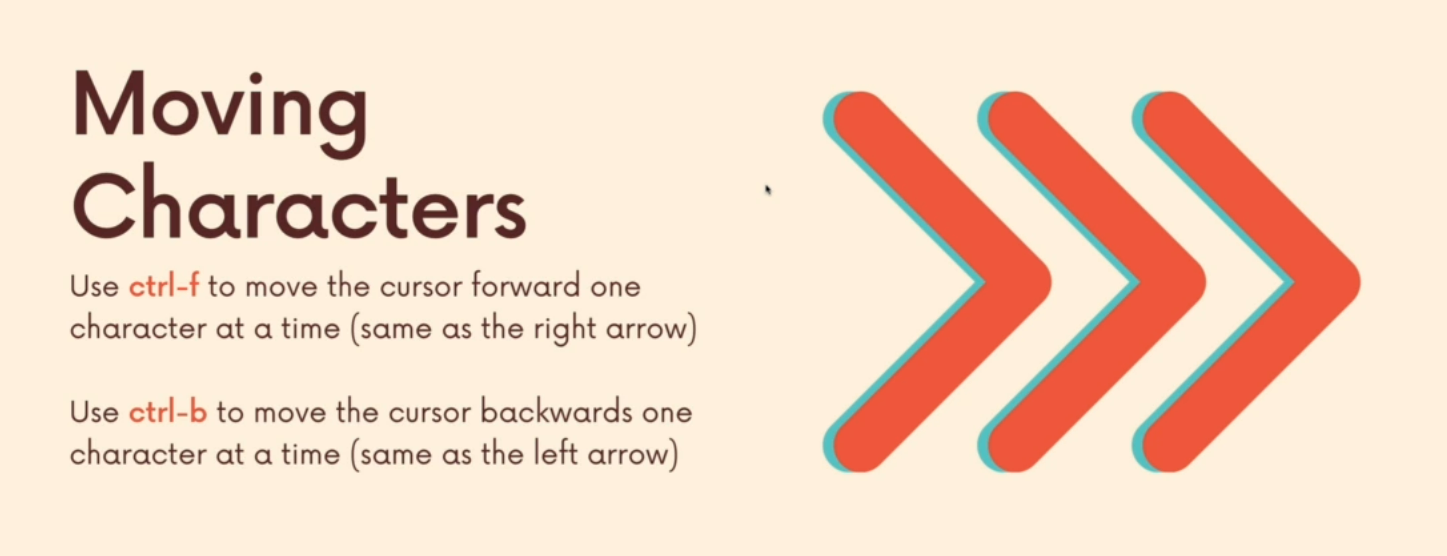 Moving
Characters
Use ctrl-f to move the cursor forward one
character at a time (same as the right arrow)
Use ctrl-b to move the cursor backwards one
character at a time (same as the left arrow)